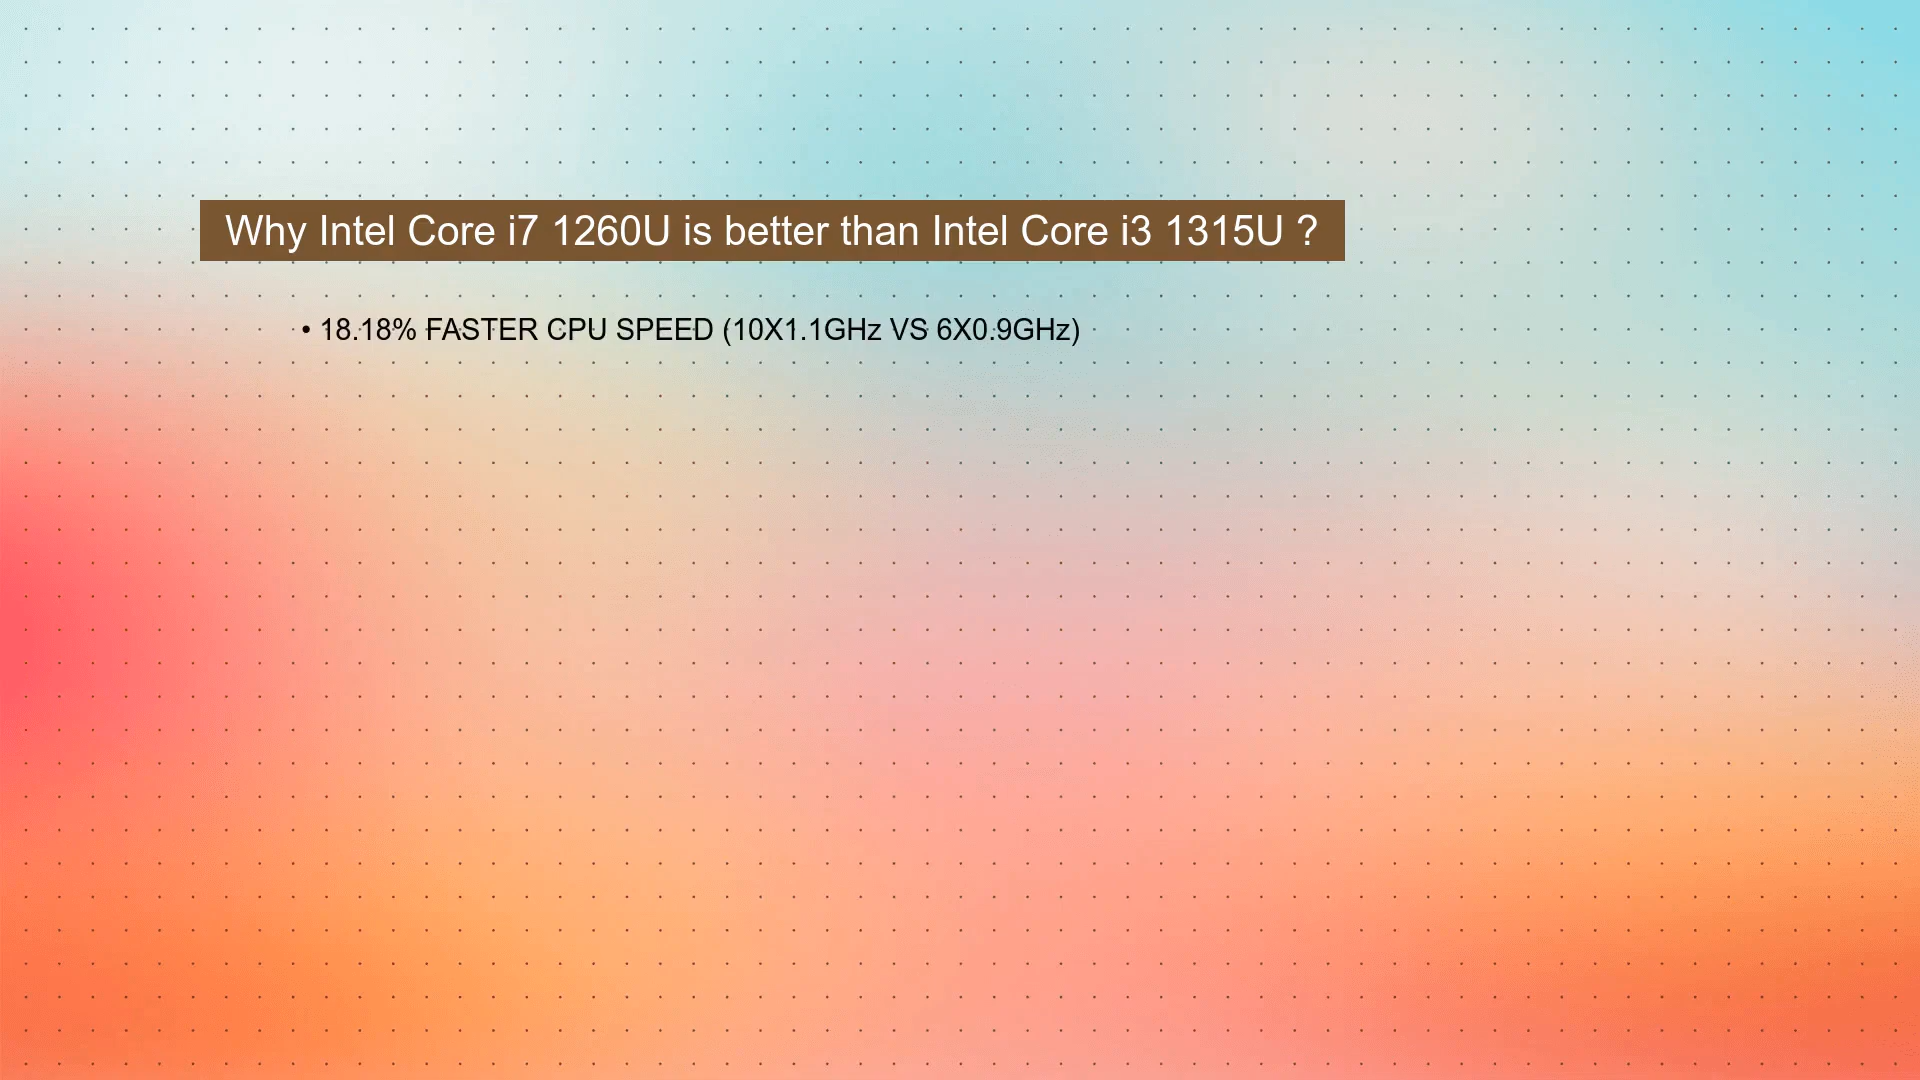 Why Intel Core i7 1260U is better than Intel Core i3 1315U ?
• 18.18% FASTER CPU SPEED (10X1.1GHz VS 6X0.9GHz)